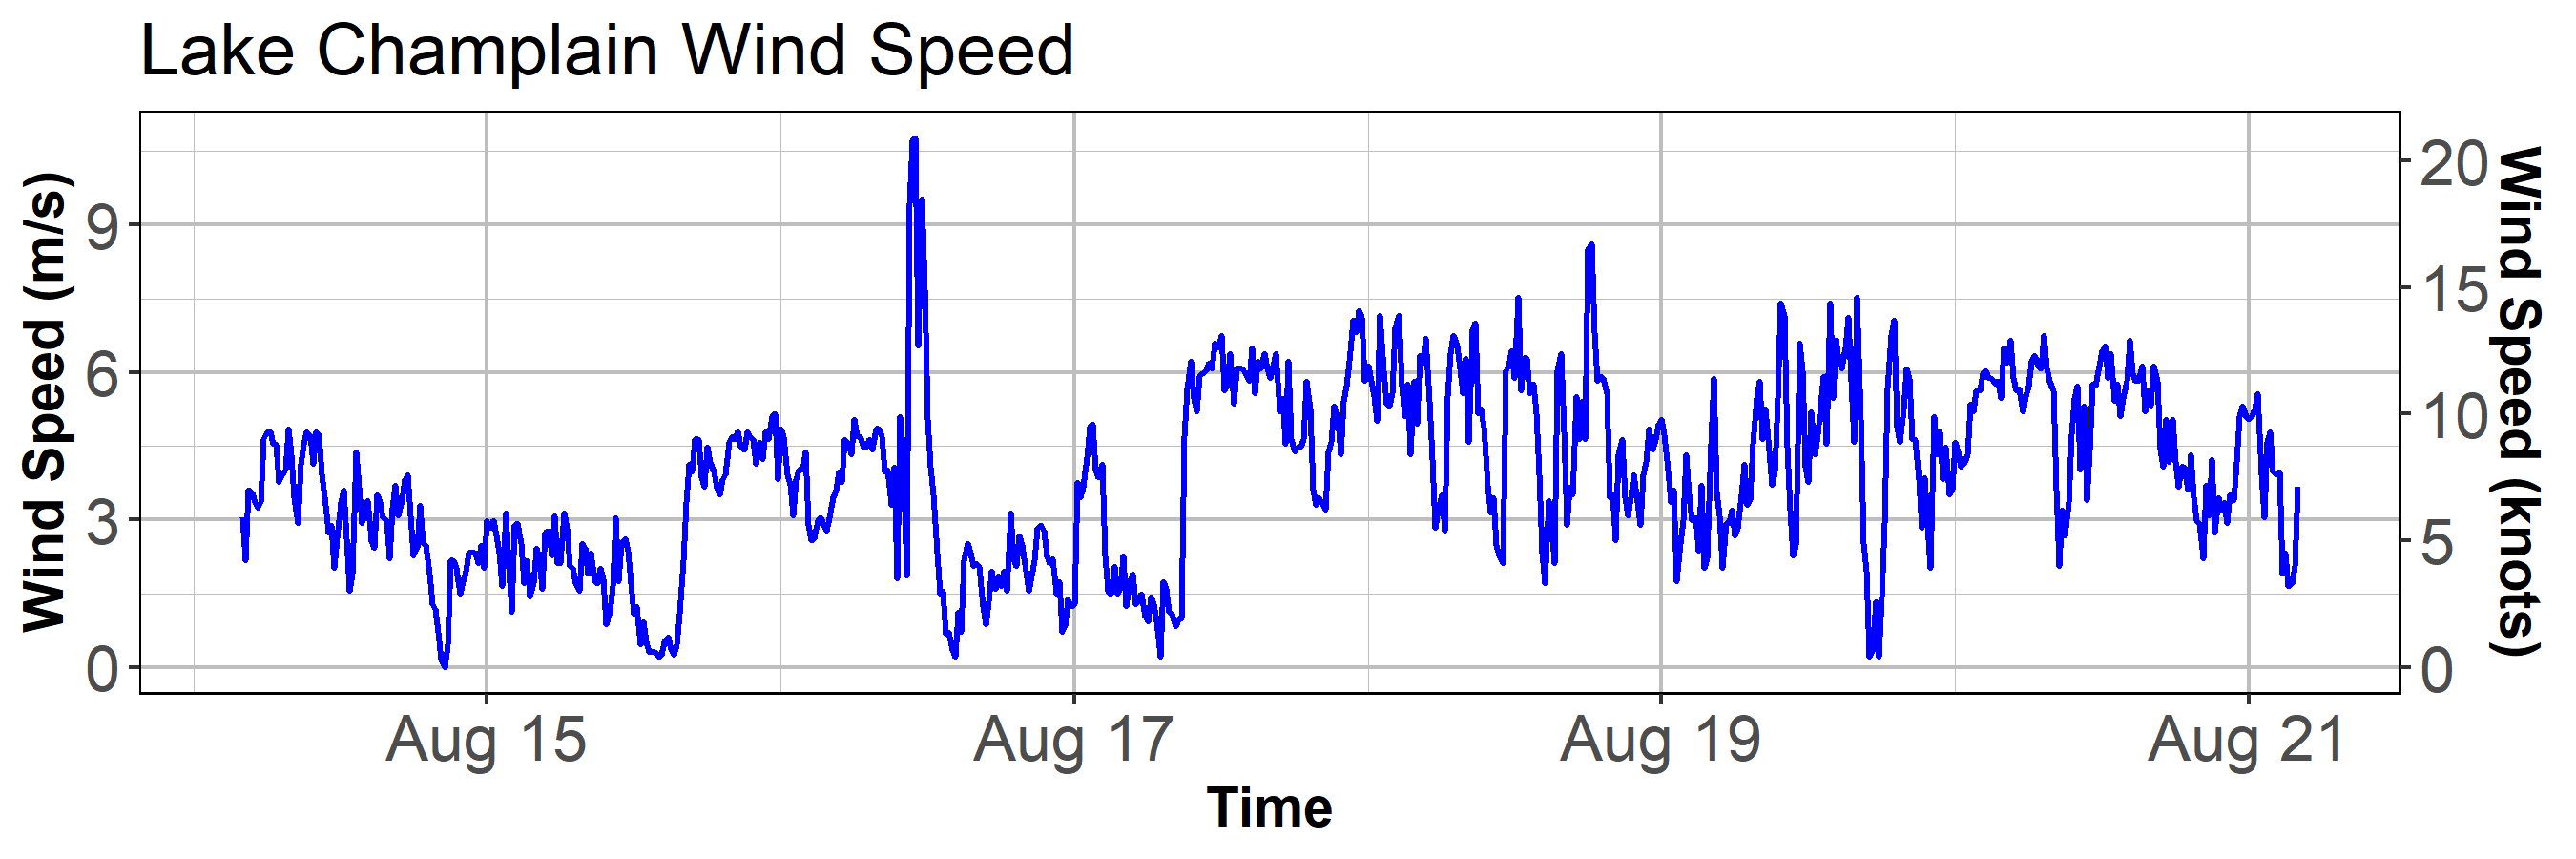 Lake Champlain Wind Speed
Wind Speed (m/s)
9
6
3
0
20
15
10
5
0
Wind Speed (knots)
Aug 15
Aug 17
Aug 19
Aug 21
Time